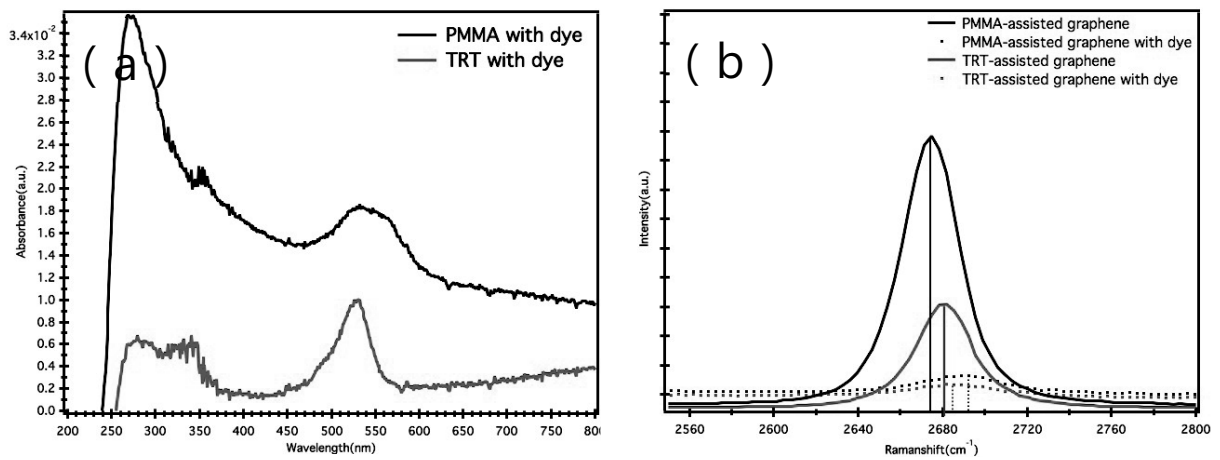 (a)
PMMA with dye
TRT with dye
3.4x10⁻²
3.2
3.0
2.8
2.6
2.4
2.2
2.0
1.8
1.6
1.4
1.2
1.0
0.8
0.6
0.4
0.2
0.0
Absorbance(a.u.)
200 250 300 350 400 450 500 550 600 650 700 750 800
Wavelength(nm)
(b)
PMMA-assisted graphene
PMMA-assisted graphene with dye
TRT-assisted graphene
TRT-assisted graphene with dye
Intensity(a.u.)
2560 2600 2640 2680 2720 2760 2800
Ramanshift(cm⁻¹)